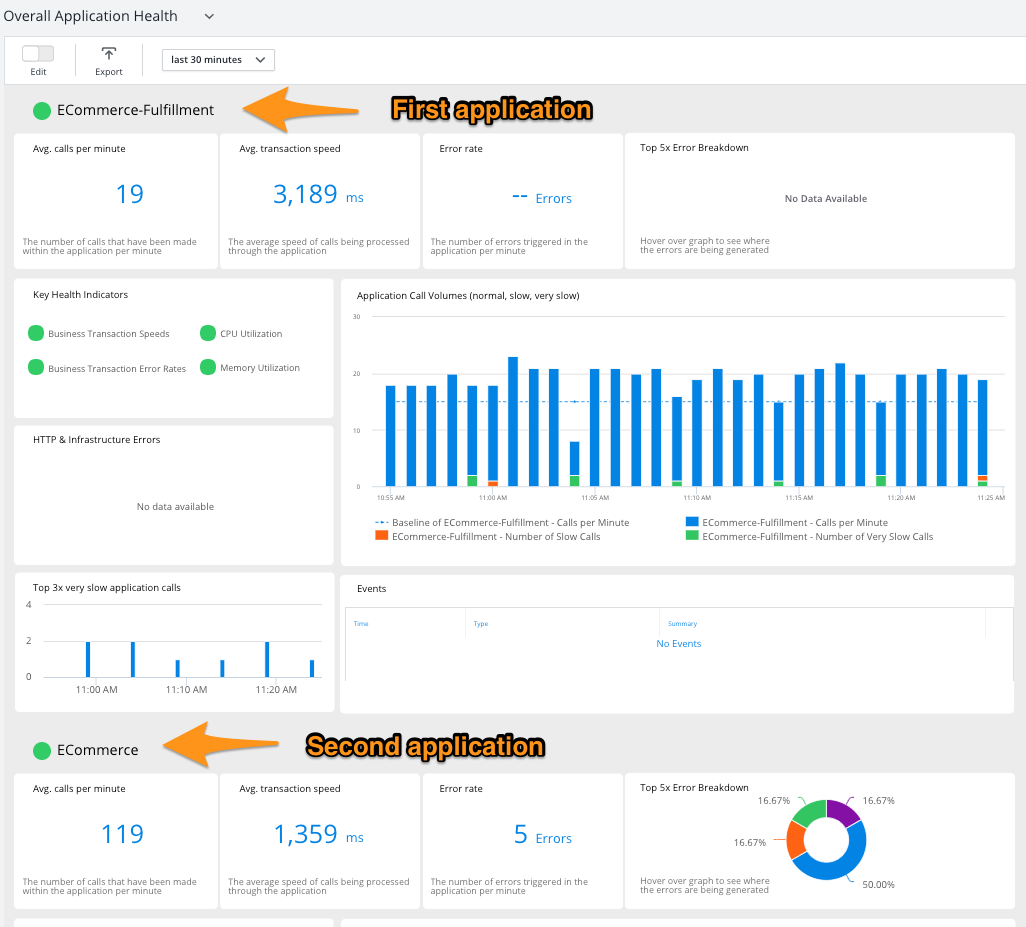 Overall Application Health
Edit
Export
last 30 minutes
ECommerce-Fulfillment
First application
Avg. calls per minute
19
The number of calls that have been made
within the application per minute
Avg. transaction speed
3,189 ms
The average speed of calls being processed
through the application
Error rate
-- Errors
The number of errors triggered in the
application per minute
Top 5x Error Breakdown
No Data Available
Hover over graph to see where
the errors are being generated
Key Health Indicators
Business Transaction Speeds
CPU Utilization
Business Transaction Error Rates
Memory Utilization
Application Call Volumes (normal, slow, very slow)
30
20
10
0
10:55 AM
11:00 AM
11:05 AM
11:10 AM
11:15 AM
11:20 AM
11:25 AM
Baseline of ECommerce-Fulfillment - Calls per Minute
ECommerce-Fulfillment - Calls per Minute
ECommerce-Fulfillment - Number of Slow Calls
ECommerce-Fulfillment - Number of Very Slow Calls
HTTP & Infrastructure Errors
No data available
Top 3x very slow application calls
4
2
0
11:00 AM
11:10 AM
11:20 AM
Events
Time
Type
Summary
No Events
ECommerce
Second application
Avg. calls per minute
119
The number of calls that have been made
within the application per minute
Avg. transaction speed
1,359 ms
The average speed of calls being processed
through the application
Error rate
5 Errors
The number of errors triggered in the
application per minute
Top 5x Error Breakdown
16.67%
16.67%
16.67%
50.00%
Hover over graph to see where
the errors are being generated